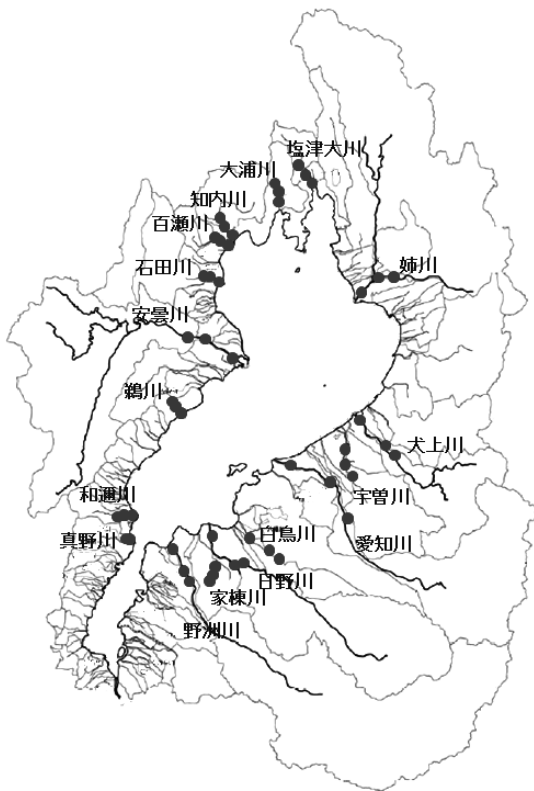 塩津大川
大浦川
知内川
百瀬川
石田川
姉川
安曇川
鵜川
犬上川
宇曽川
和邇川
愛知川
真野川
白鳥川
日野川
家棟川
野洲川